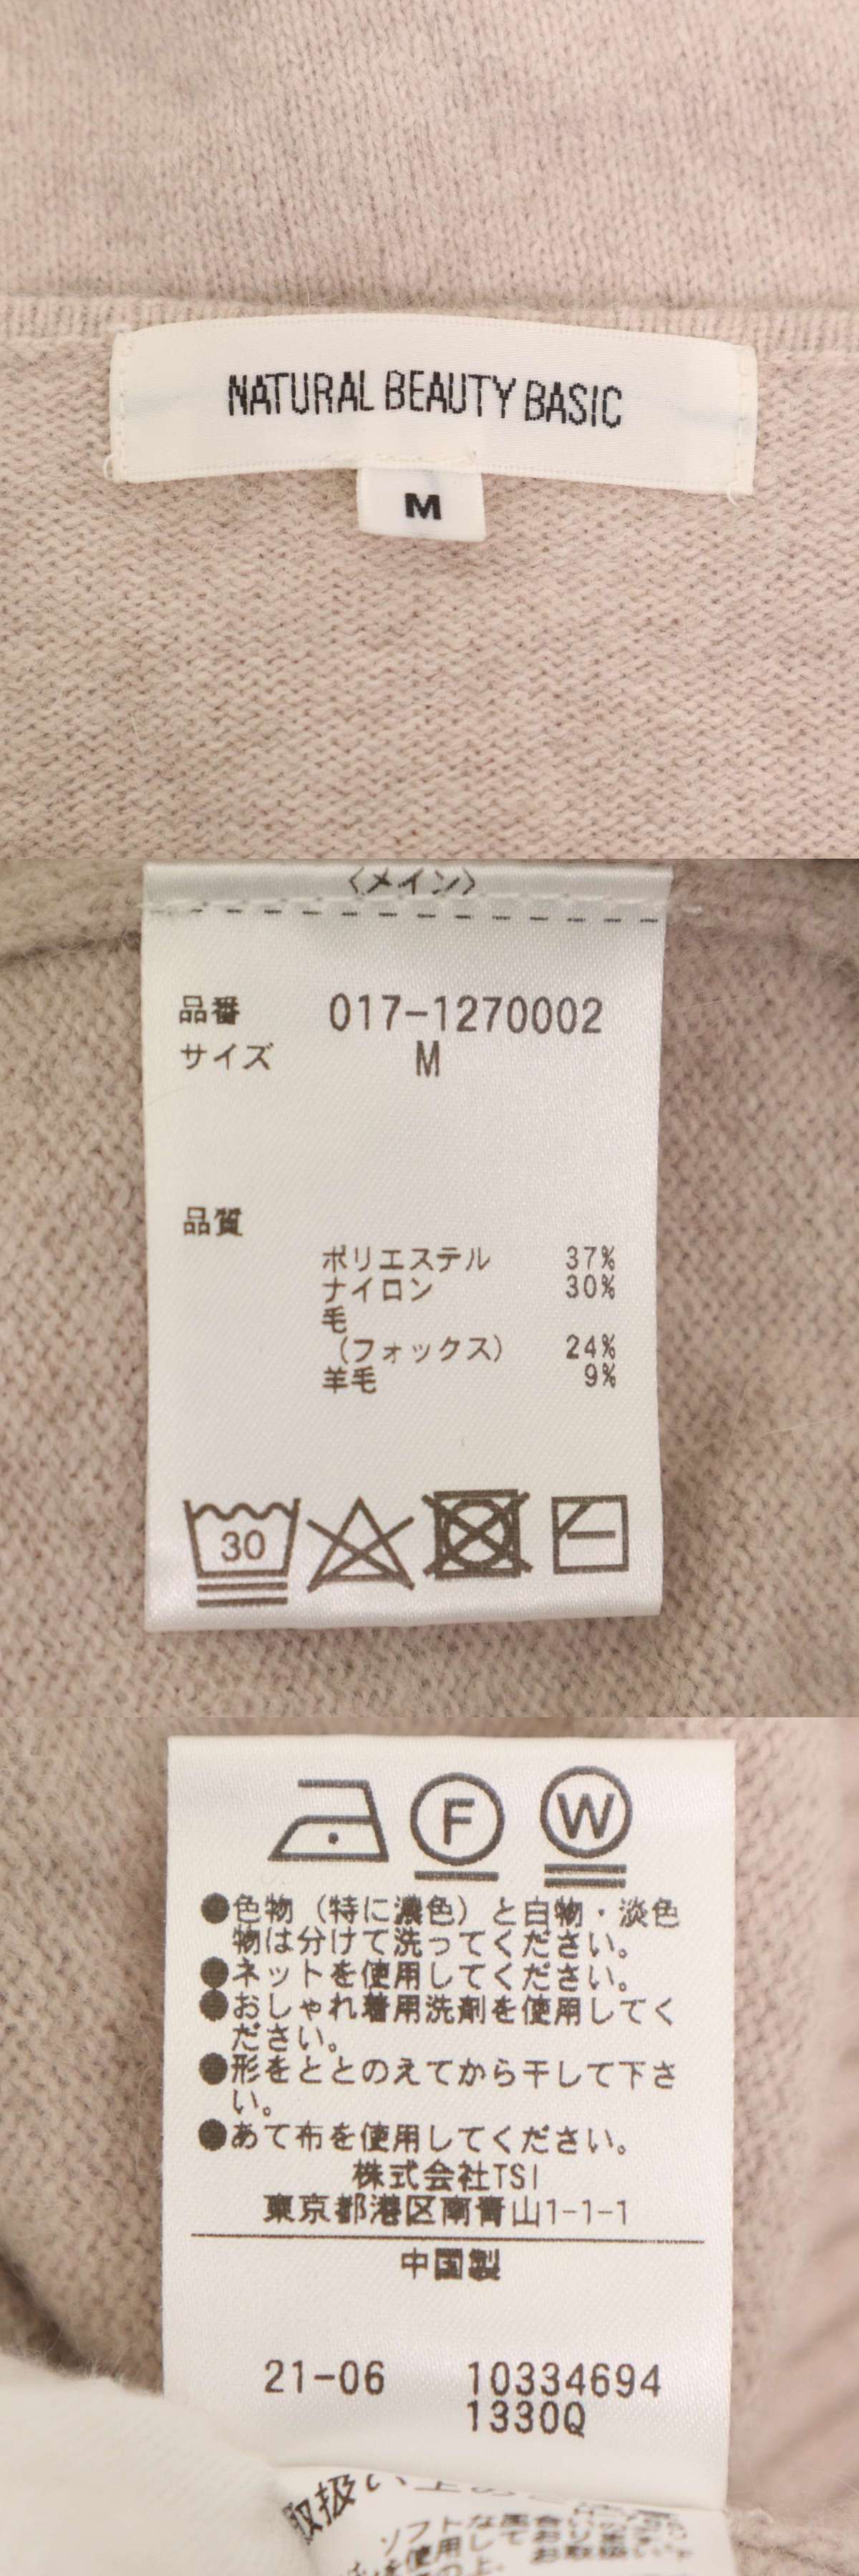 NATURAL BEAUTY BASIC
M
〈メイン〉
品番 017-1270002
サイズ M
品質
ポリエステル 37%
ナイロン 30%
毛
(フォックス) 24%
羊毛 9%
30
F W
●色物(特に濃色)と白物・淡色
物は分けて洗ってください。
●ネットを使用してください。
●おしゃれ着用洗剤を使用してく
ださい。
●形をととのえてから干して下さ
い。
●あて布を使用してください。
株式会社TSI
東京都港区南青山1-1-1
中国製
21-06 10334694
1330Q
取扱い上の